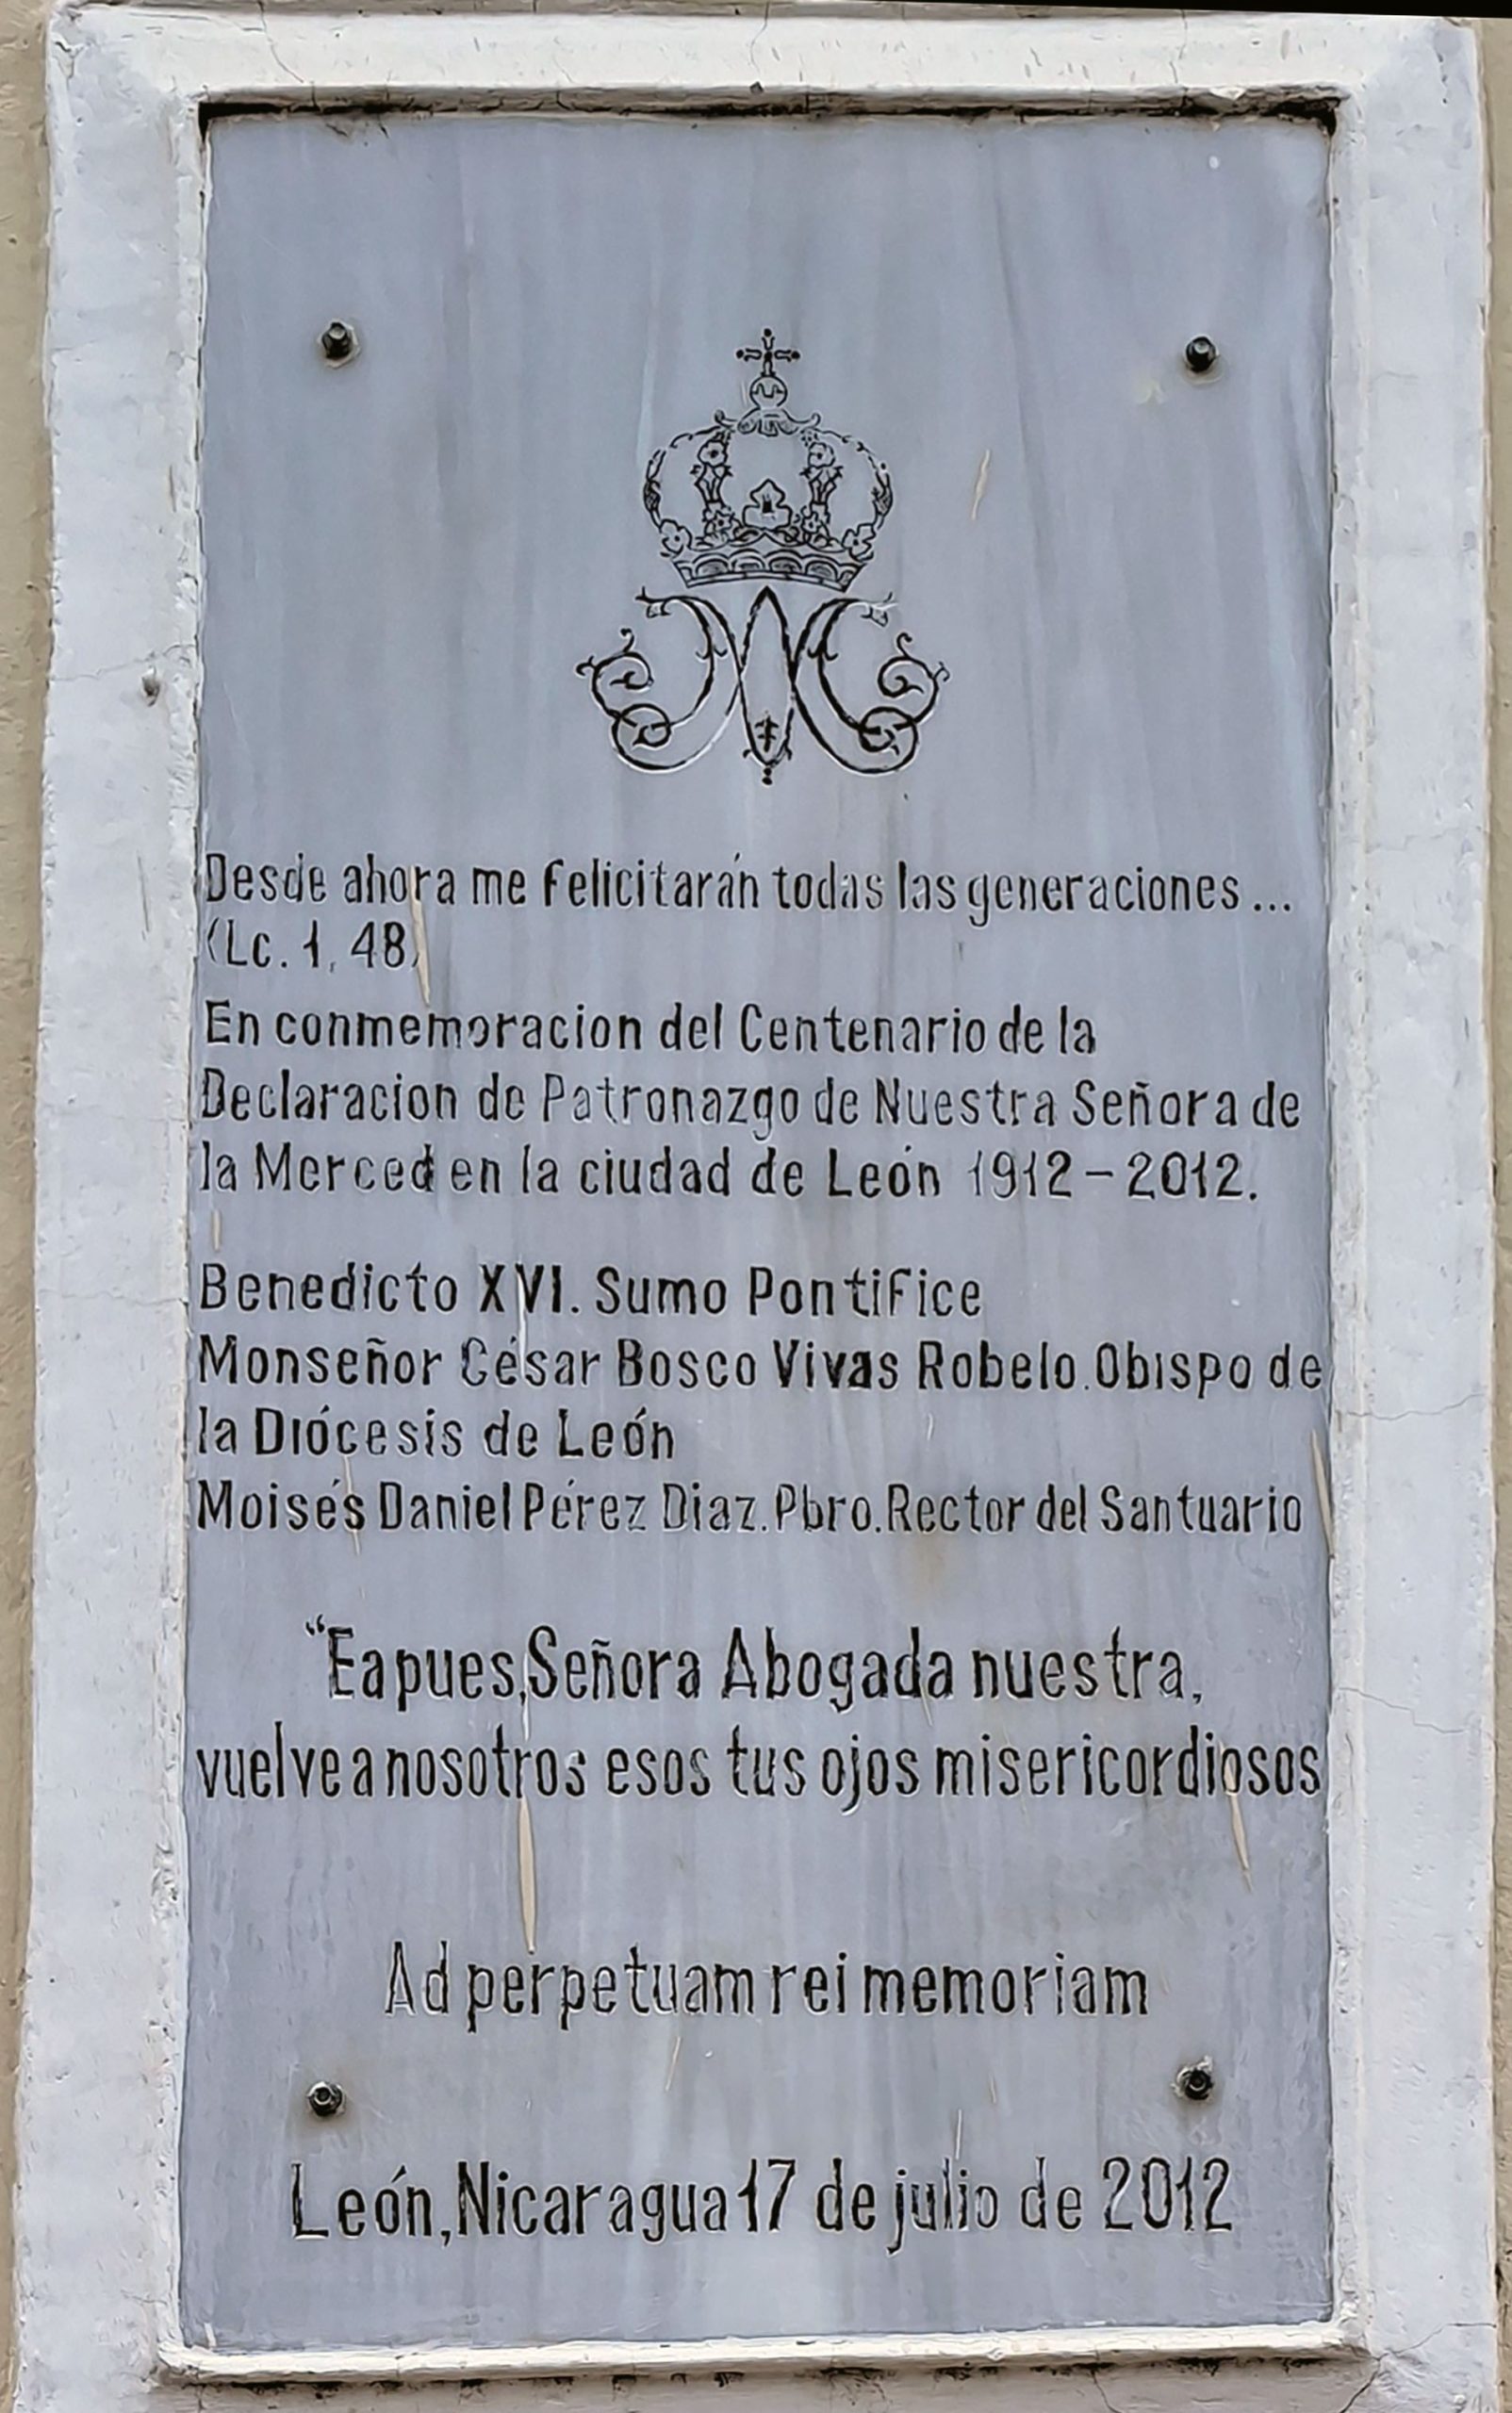 Desde ahora me felicitarán todas las generaciones...
(Lc. 1, 48)
En conmemoracion del Centenario de la
Declaracion de Patronazgo de Nuestra Señora de
la Merced en la ciudad de León 1912-2012.
Benedicto XVI. Sumo Pontifice
Monseñor César Bosco Vivas Robelo. Obispo de
la Diócesis de León
Moisés Daniel Pérez Diaz. Pbro. Rector del Santuario
“Ea pues, Señora Abogada nuestra,
vuelve a nosotros esos tus ojos misericordiosos
Ad perpetuam rei memoriam
León, Nicaragua 17 de julio de 2012